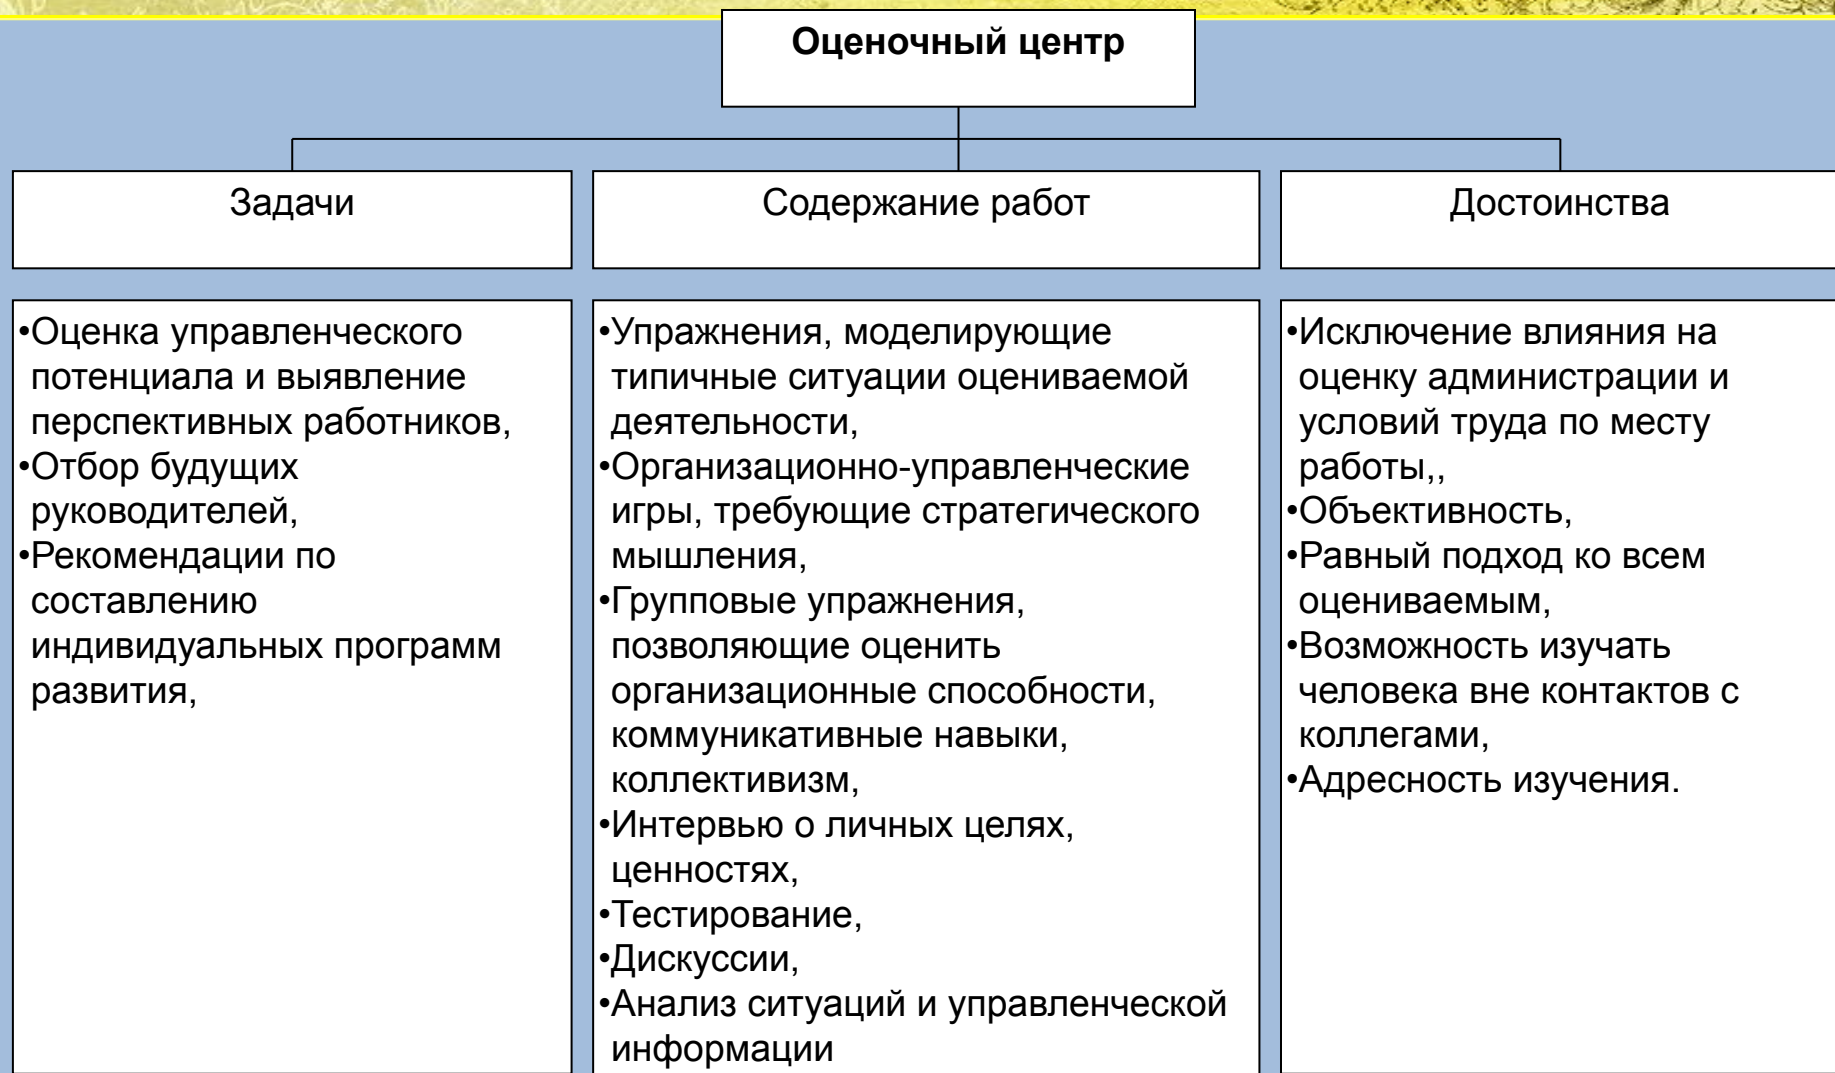 Оценочный центр
Задачи
Содержание работ
Достоинства
•Оценка управленческого
потенциала и выявление
перспективных работников,
•Отбор будущих
руководителей,
•Рекомендации по
составлению
индивидуальных программ
развития,
•Упражнения, моделирующие
типичные ситуации оцениваемой
деятельности,
•Организационно-управленческие
игры, требующие стратегического
мышления,
•Групповые упражнения,
позволяющие оценить
организационные способности,
коммуникативные навыки,
коллективизм,
•Интервью о личных целях,
ценностях,
•Тестирование,
•Дискуссии,
•Анализ ситуаций и управленческой
информации
•Исключение влияния на
оценку администрации и
условий труда по месту
работы,,
•Объективность,
•Равный подход ко всем
оцениваемым,
•Возможность изучать
человека вне контактов с
коллегами,
•Адресность изучения.